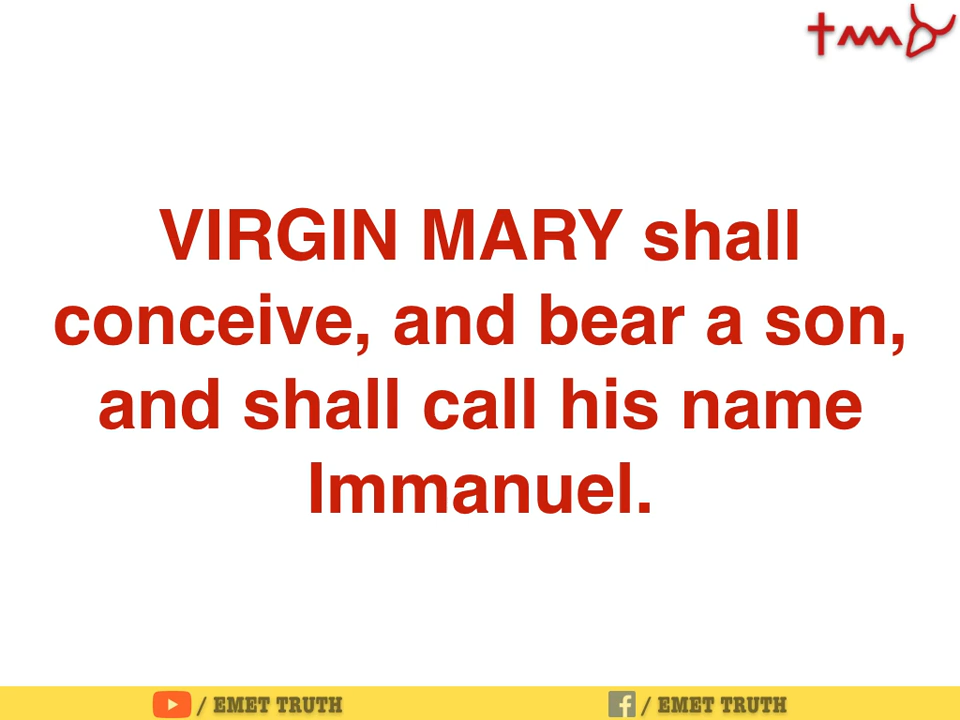 VIRGIN MARY shall
conceive, and bear a son,
and shall call his name
Immanuel.
/ EMET TRUTH
/ EMET TRUTH